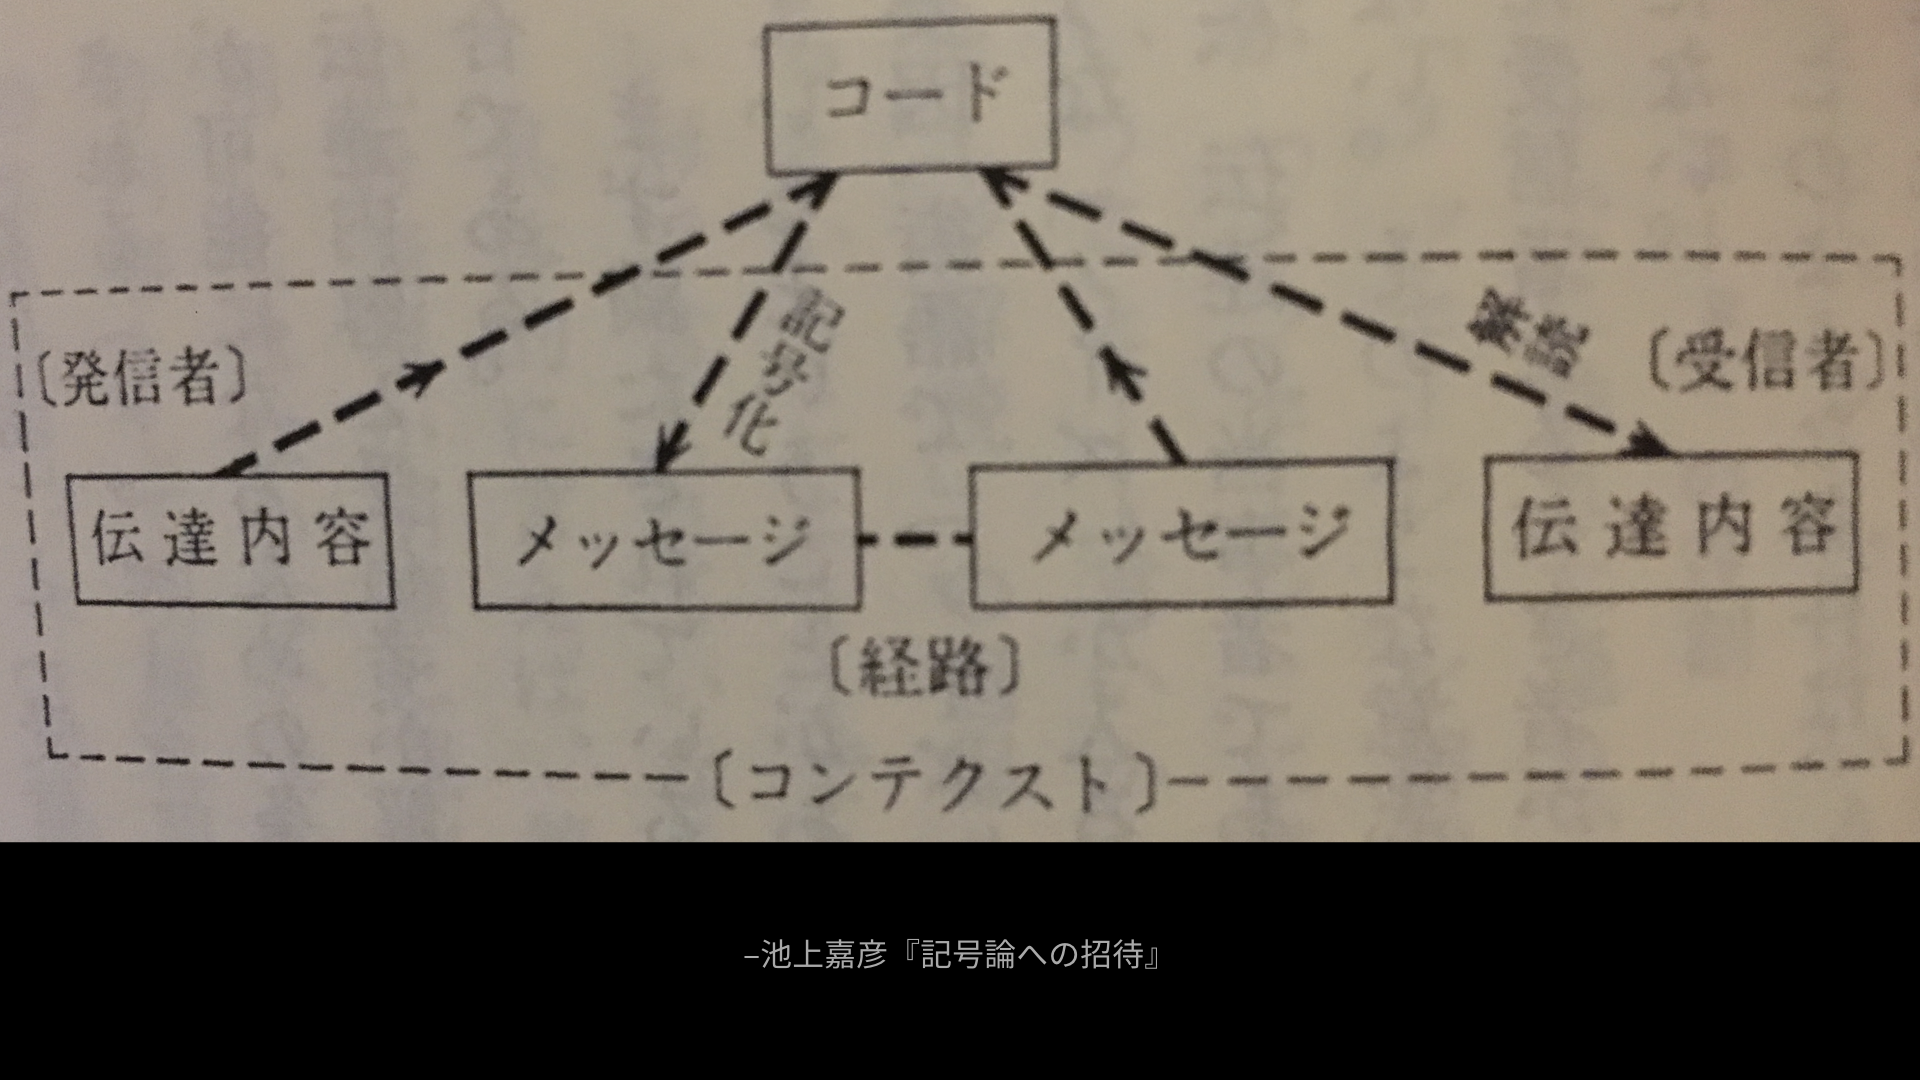 コード
記号化
解読
〔発信者〕
〔受信者〕
伝達内容
メッセージ
メッセージ
伝達内容
〔経路〕
〔コンテクスト〕
–池上嘉彦『記号論への招待』